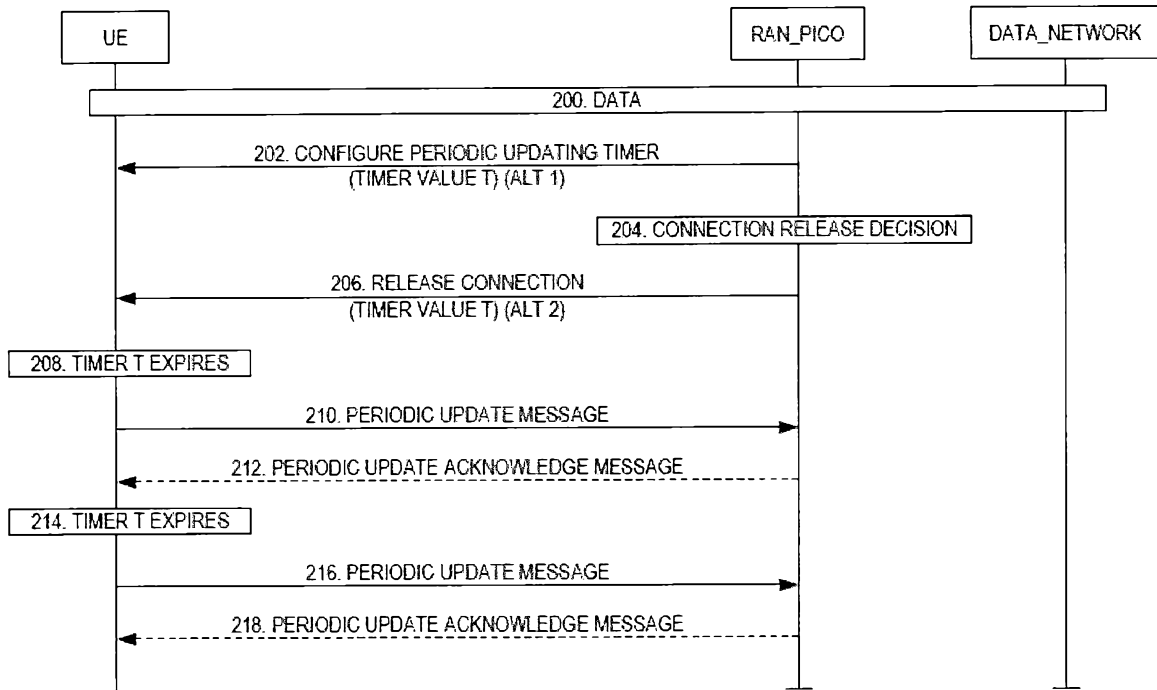 UE
RAN_PICO
DATA_NETWORK
200. DATA
202. CONFIGURE PERIODIC UPDATING TIMER
(TIMER VALUE T) (ALT 1)
204. CONNECTION RELEASE DECISION
206. RELEASE CONNECTION
(TIMER VALUE T) (ALT 2)
208. TIMER T EXPIRES
210. PERIODIC UPDATE MESSAGE
212. PERIODIC UPDATE ACKNOWLEDGE MESSAGE
214. TIMER T EXPIRES
216. PERIODIC UPDATE MESSAGE
218. PERIODIC UPDATE ACKNOWLEDGE MESSAGE